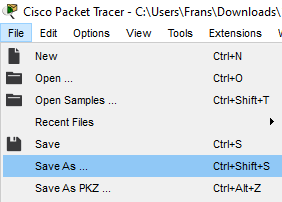 Cisco Packet Tracer - C:\Users\Frans\Downloads\
File Edit Options View Tools Extensions
New Ctrl+N
Open ... Ctrl+O
Open Samples ... Ctrl+Shift+T
Recent Files
Save Ctrl+S
Save As ... Ctrl+Shift+S
Save As PKZ ... Ctrl+Alt+Z